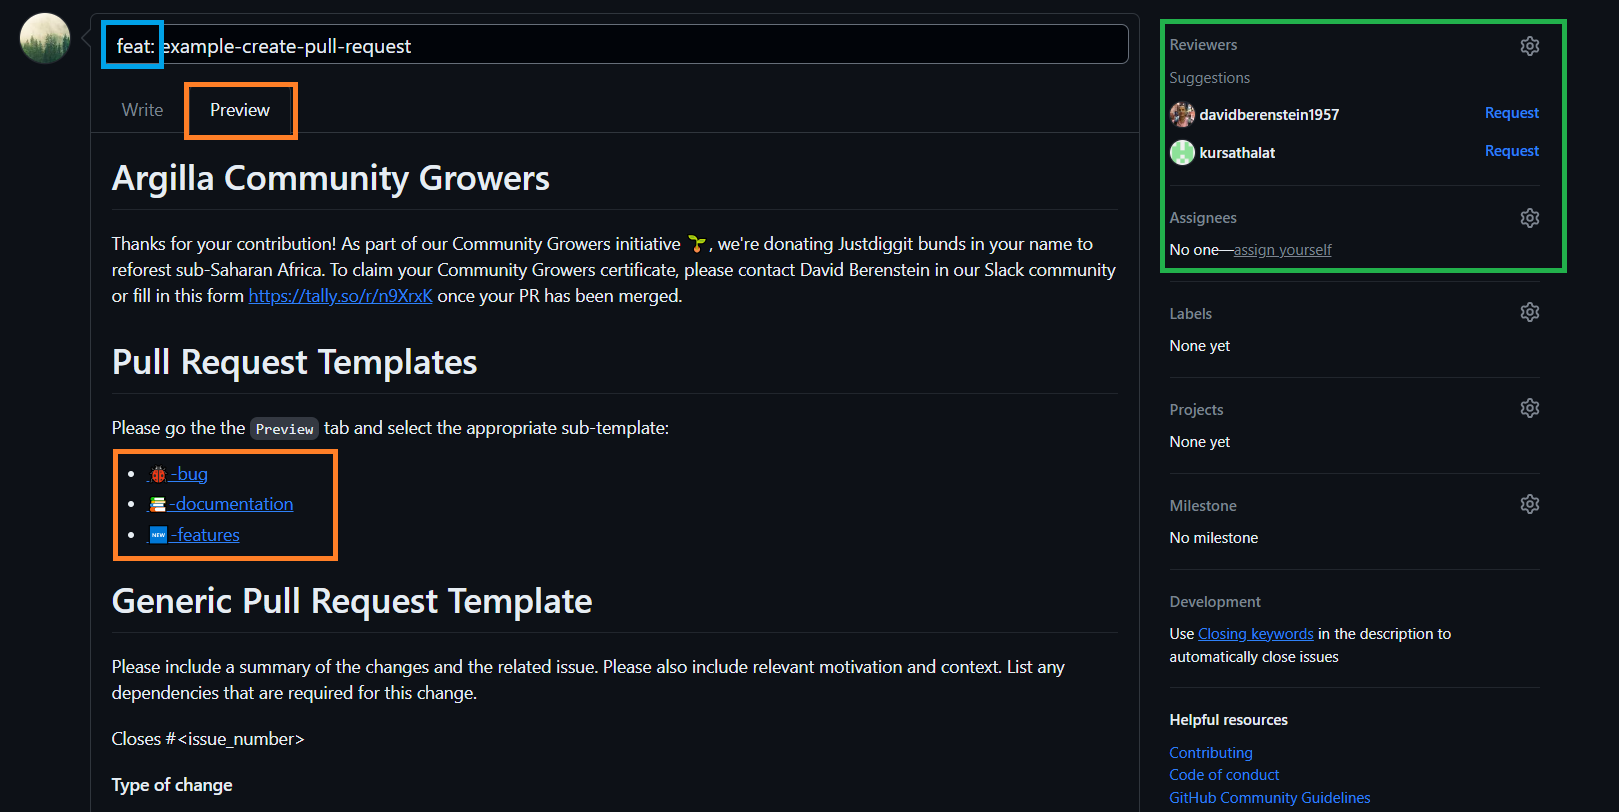 feat: example-create-pull-request
Write
Preview
Argilla Community Growers
Thanks for your contribution! As part of our Community Growers initiative 🌱, we're donating Justdiggit bunds in your name to
reforest sub-Saharan Africa. To claim your Community Growers certificate, please contact David Berenstein in our Slack community
or fill in this form https://tally.so/r/n9XrxK once your PR has been merged.
Pull Request Templates
Please go the the Preview tab and select the appropriate sub-template:
• 🐞-bug
• 📚-documentation
• 🆕-features
Generic Pull Request Template
Please include a summary of the changes and the related issue. Please also include relevant motivation and context. List any
dependencies that are required for this change.
Closes #<issue_number>
Type of change
Reviewers
Suggestions
davidberenstein1957 Request
kursathalat Request
Assignees
No one—assign yourself
Labels
None yet
Projects
None yet
Milestone
No milestone
Development
Use Closing keywords in the description to
automatically close issues
Helpful resources
Contributing
Code of conduct
GitHub Community Guidelines